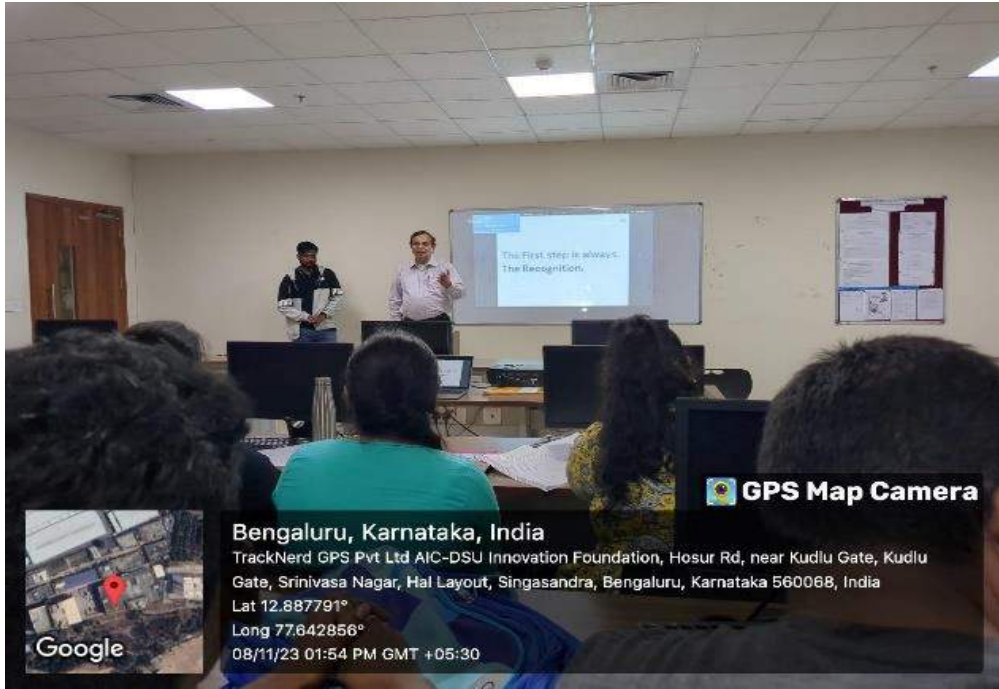 The First step is always.
The Recognition.
GPS Map Camera
Bengaluru, Karnataka, India
TrackNerd GPS Pvt Ltd AIC-DSU Innovation Foundation, Hosur Rd, near Kudlu Gate, Kudlu
Gate, Srinivasa Nagar, Hal Layout, Singasandra, Bengaluru, Karnataka 560068, India
Lat 12.887791°
Long 77.642856°
08/11/23 01:54 PM GMT +05:30
Google